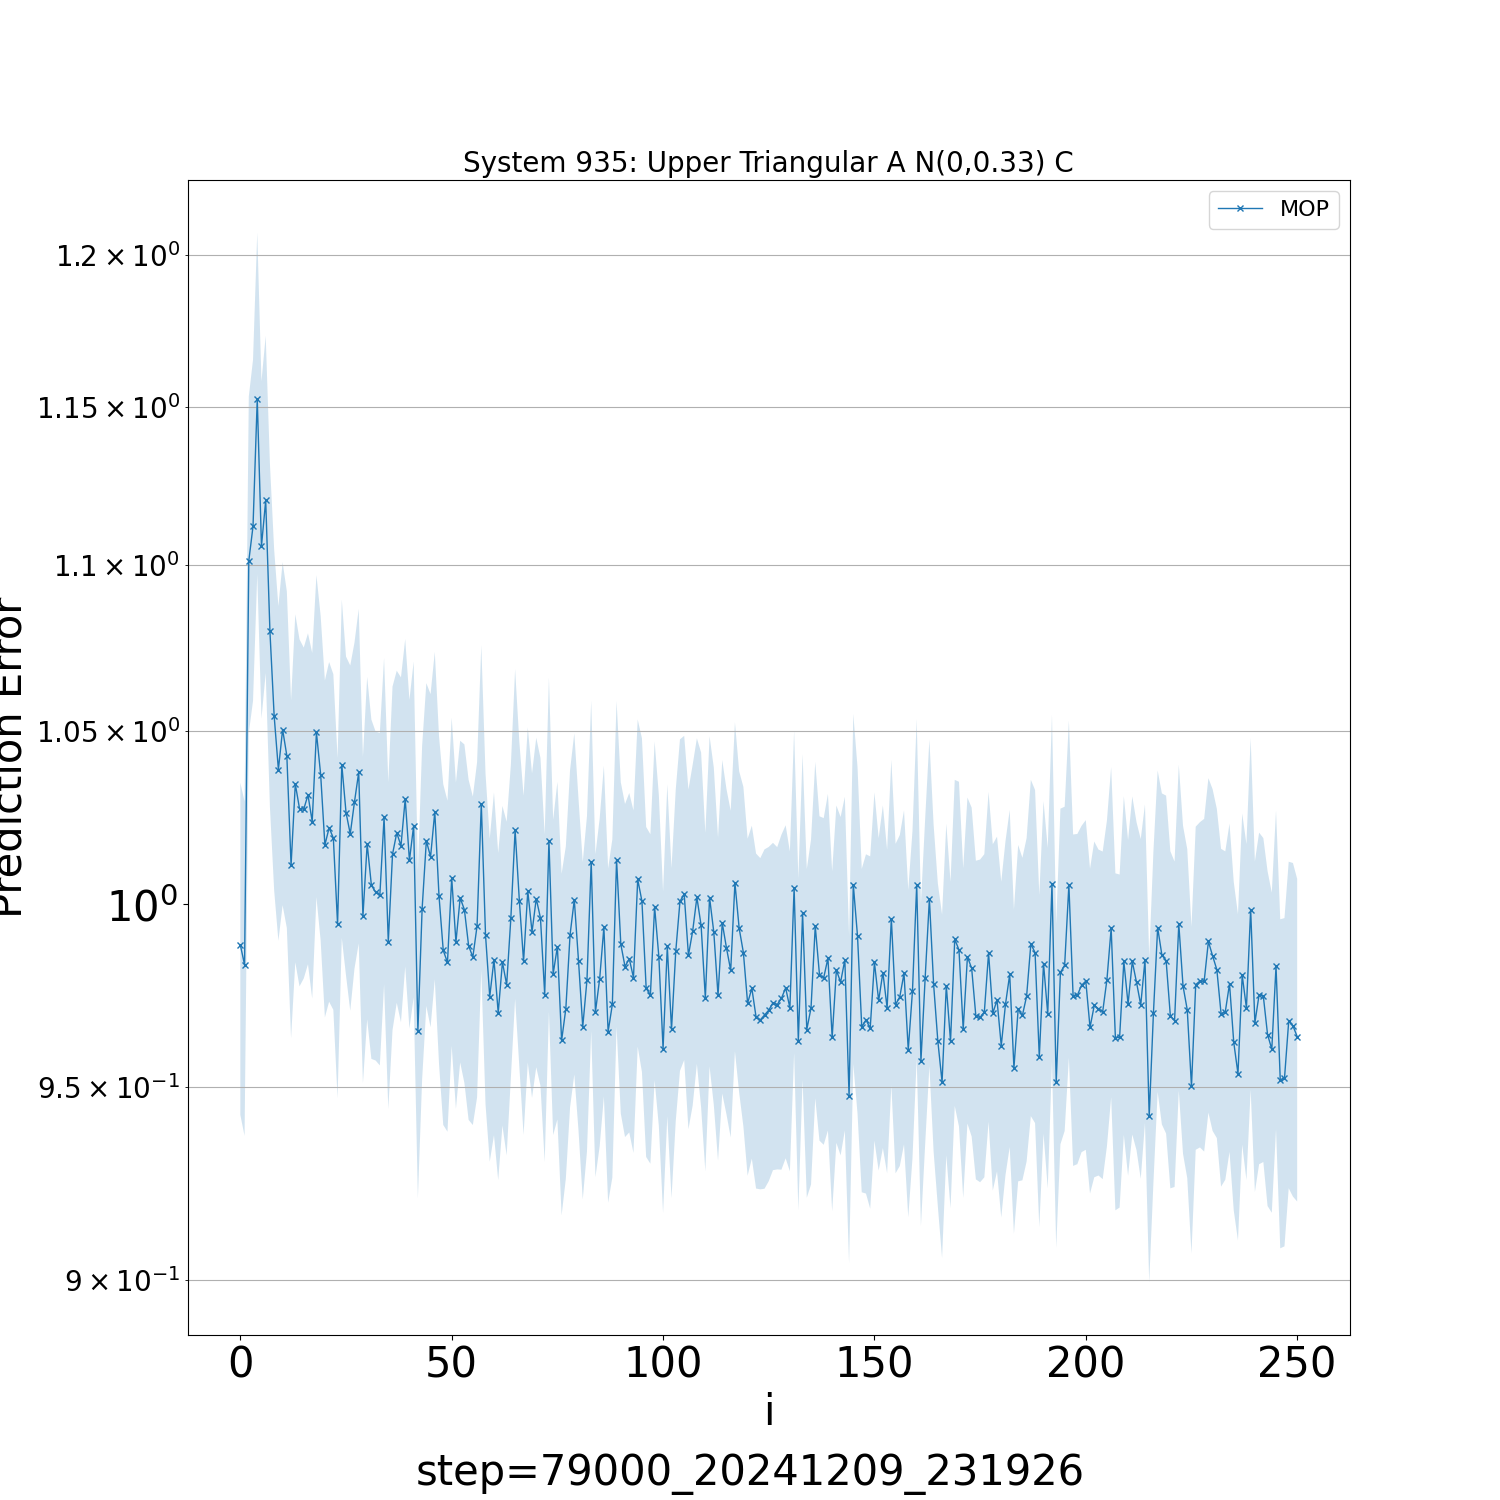 System 935: Upper Triangular A N(0,0.33) C
MOP
1.2 × 10⁰
1.15 × 10⁰
1.1 × 10⁰
1.05 × 10⁰
10⁰
9.5 × 10⁻¹
9 × 10⁻¹
Prediction Error
0 50 100 150 200 250
i
step=79000_20241209_231926